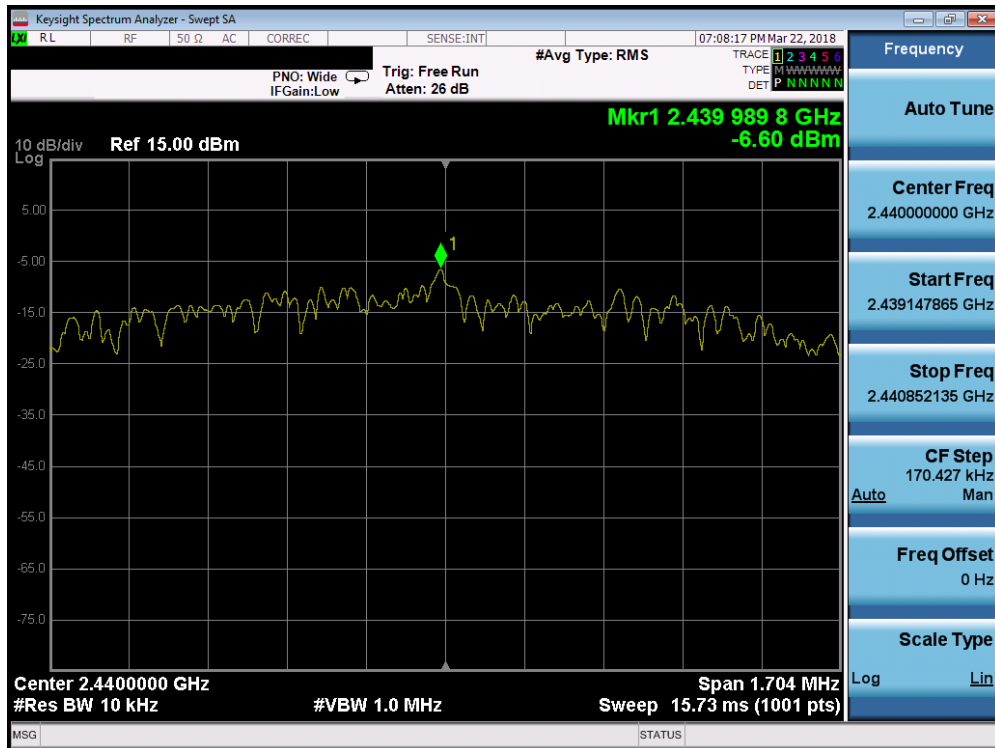 Keysight Spectrum Analyzer - Swept SA
LXI RL RF 50 Ω AC CORREC SENSE:INT 07:08:17 PM Mar 22, 2018
#Avg Type: RMS
TRACE 1 2 3 4 5 6
TYPE M WWWWW
DET P N N N N N
PNO: Wide
IFGain:Low
Trig: Free Run
Atten: 26 dB
Mkr1 2.439 989 8 GHz
-6.60 dBm
10 dB/div
Log
Ref 15.00 dBm
1
5.00
-5.00
-15.0
-25.0
-35.0
-45.0
-55.0
-65.0
-75.0
Center 2.4400000 GHz
Span 1.704 MHz
#Res BW 10 kHz
#VBW 1.0 MHz
Sweep 15.73 ms (1001 pts)
MSG
STATUS
Frequency
Auto Tune
Center Freq
2.440000000 GHz
Start Freq
2.439147865 GHz
Stop Freq
2.440852135 GHz
CF Step
170.427 kHz
Auto Man
Freq Offset
0 Hz
Scale Type
Log Lin